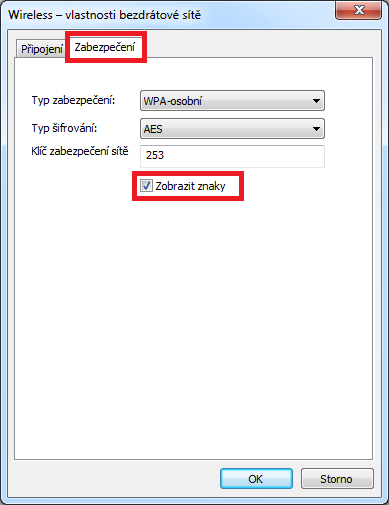 Wireless – vlastnosti bezdrátové sítě
Připojení Zabezpečení
Typ zabezpečení: WPA-osobní
Typ šifrování: AES
Klíč zabezpečení sítě 253
Zobrazit znaky
OK Storno